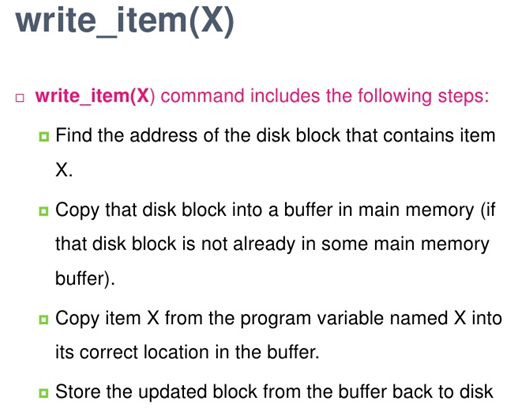 write_item(X)
write_item(X) command includes the following steps:
Find the address of the disk block that contains item
X.
Copy that disk block into a buffer in main memory (if
that disk block is not already in some main memory
buffer).
Copy item X from the program variable named X into
its correct location in the buffer.
Store the updated block from the buffer back to disk